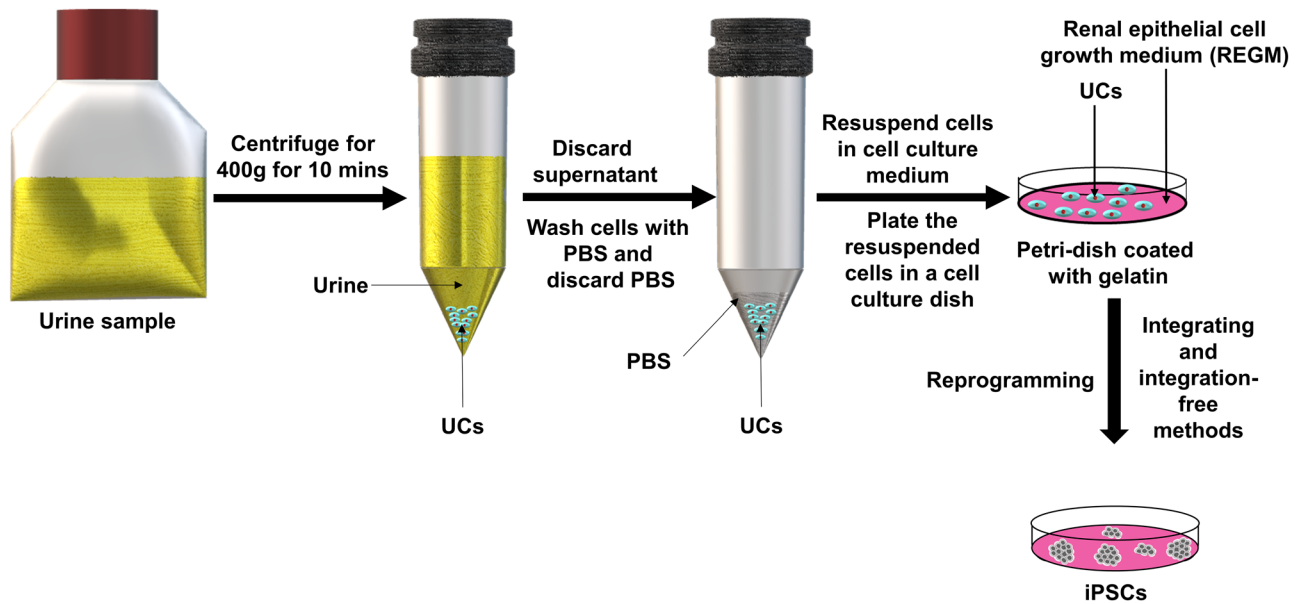 Urine sample
Centrifuge for
400g for 10 mins
Urine
UCs
Discard
supernatant
Wash cells with
PBS and
discard PBS
PBS
UCs
Resuspend cells
in cell culture
medium
Plate the
resuspended
cells in a cell
culture dish
Renal epithelial cell
growth medium (REGM)
UCs
Petri-dish coated
with gelatin
Reprogramming
Integrating
and
integration-
free
methods
iPSCs